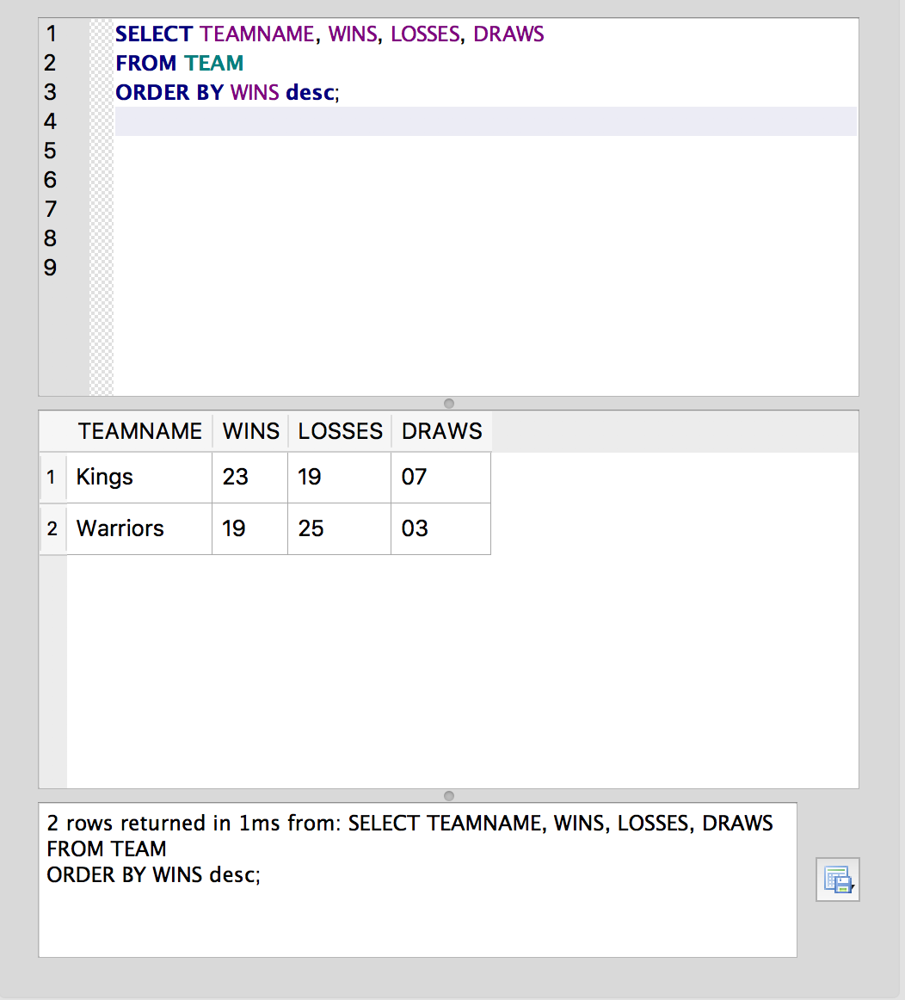 1 SELECT TEAMNAME, WINS, LOSSES, DRAWS
2 FROM TEAM
3 ORDER BY WINS desc;
4
5
6
7
8
9
TEAMNAME WINS LOSSES DRAWS
1 Kings 23 19 07
2 Warriors 19 25 03
2 rows returned in 1ms from: SELECT TEAMNAME, WINS, LOSSES, DRAWS
FROM TEAM
ORDER BY WINS desc;